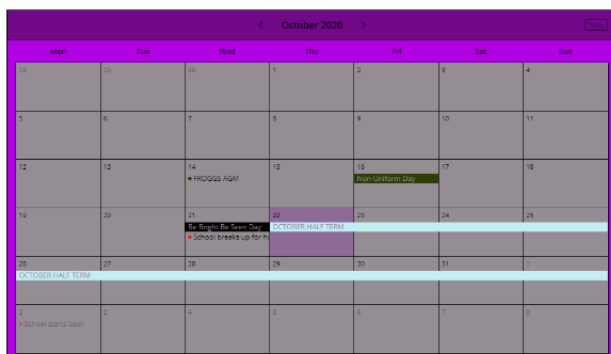 < October 2020 >
Today
Mon Tue Wed Thu Fri Sat Sun
28 29 30 1 2 3 4
5 6 7 8 9 10 11
12 13 14 15 16 17 18
FROGGS AGM Non-Uniform Day
19 20 21 22 23 24 25
Be Bright Be Seen Day OCTOBER HALF TERM
School breaks up for h
26 27 28 29 30 31 1
OCTOBER HALF TERM
2 3 4 5 6 7 8
School starts back